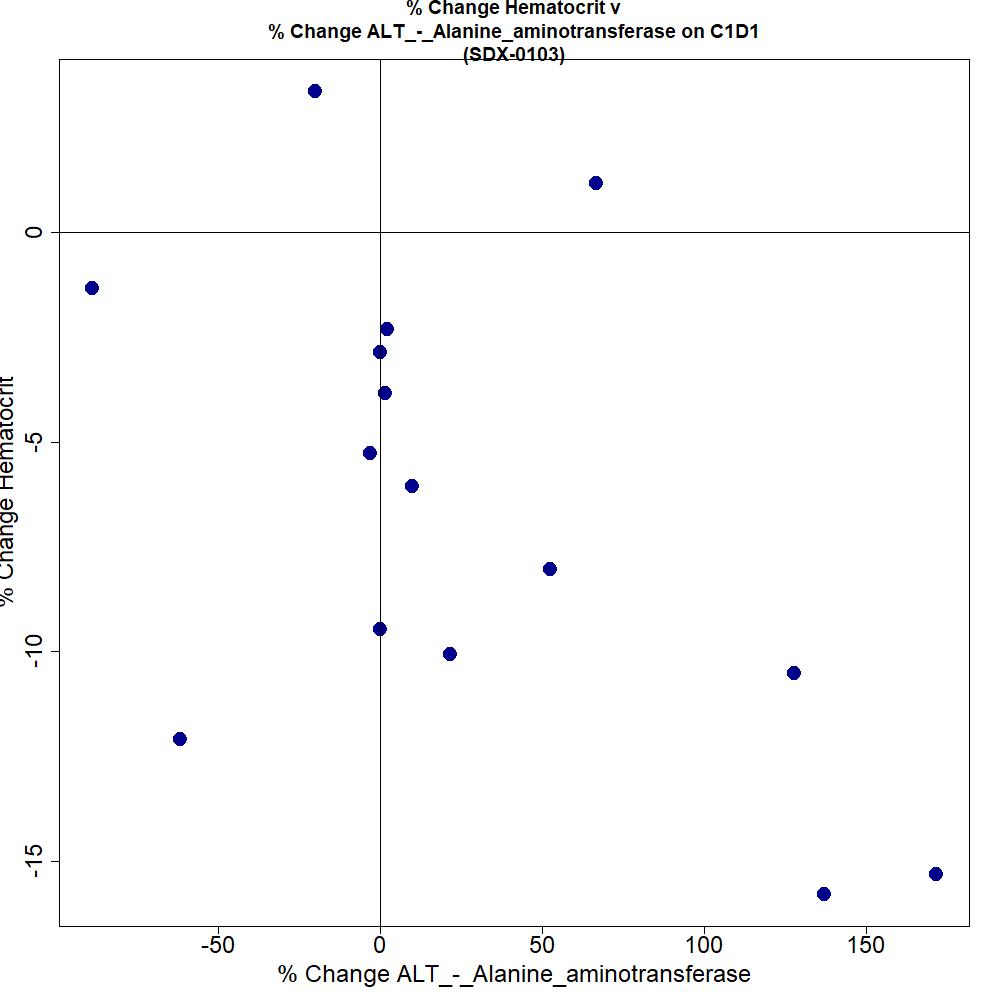 % Change Hematocrit v
% Change ALT_-_Alanine_aminotransferase on C1D1
(SDX-0103)
% Change Hematocrit
0
-5
-10
-15
-50
0
50
100
150
% Change ALT_-_Alanine_aminotransferase